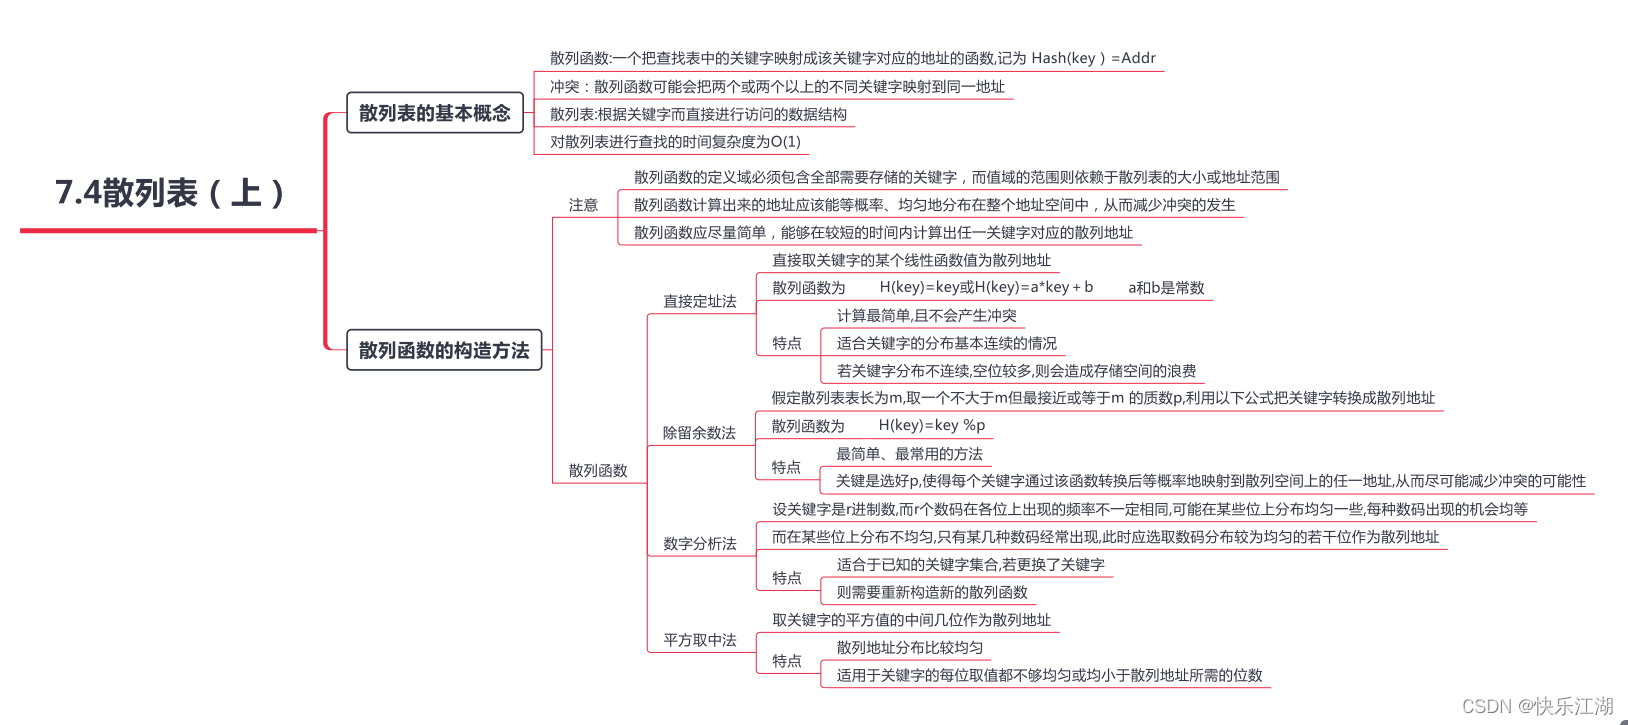 7.4散列表（上）
散列表的基本概念
散列函数:一个把查找表中的关键字映射成该关键字对应的地址的函数,记为 Hash(key ) =Addr
冲突：散列函数可能会把两个或两个以上的不同关键字映射到同一地址
散列表:根据关键字而直接进行访问的数据结构
对散列表进行查找的时间复杂度为O(1)
散列函数的构造方法
注意
散列函数的定义域必须包含全部需要存储的关键字，而值域的范围则依赖于散列表的大小或地址范围
散列函数计算出来的地址应该能等概率、均匀地分布在整个地址空间中，从而减少冲突的发生
散列函数应尽量简单，能够在较短的时间内计算出任一关键字对应的散列地址
散列函数
直接定址法
直接取关键字的某个线性函数值为散列地址
散列函数为 H(key)=key或H(key)=a*key + b a和b是常数
特点
计算最简单,且不会产生冲突
适合关键字的分布基本连续的情况
若关键字分布不连续,空位较多,则会造成存储空间的浪费
除留余数法
假定散列表表长为m,取一个不大于m但最接近或等于m 的质数p,利用以下公式把关键字转换成散列地址
散列函数为 H(key)=key %p
特点
最简单、最常用的方法
关键是选好p,使得每个关键字通过该函数转换后等概率地映射到散列空间上的任一地址,从而尽可能减少冲突的可能性
数字分析法
设关键字是r进制数,而r个数码在各位上出现的频率不一定相同,可能在某些位上分布均匀一些,每种数码出现的机会均等
而在某些位上分布不均匀,只有某几种数码经常出现,此时应选取数码分布较为均匀的若干位作为散列地址
特点
适合于已知的关键字集合,若更换了关键字
则需要重新构造新的散列函数
平方取中法
取关键字的平方值的中间几位作为散列地址
特点
散列地址分布比较均匀
适用于关键字的每位取值都不够均匀或均小于散列地址所需的位数
CSDN @快乐江湖